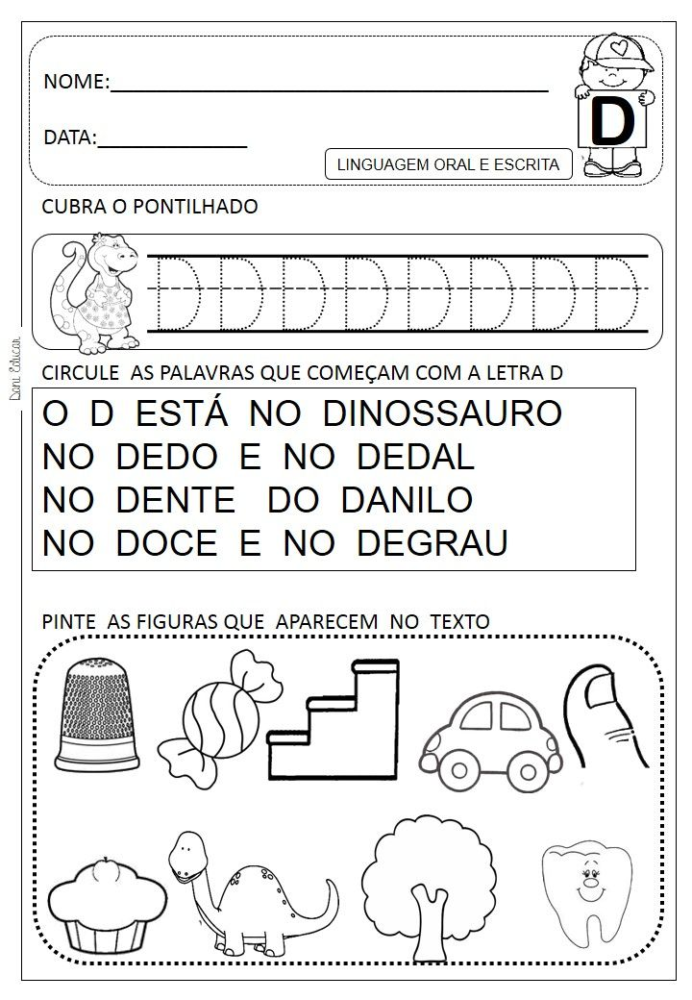 NOME:
DATA:
D
LINGUAGEM ORAL E ESCRITA
CUBRA O PONTILHADO
D D D D D D D D
Dani Educar
CIRCULE AS PALAVRAS QUE COMEÇAM COM A LETRA D
O D ESTÁ NO DINOSSAURO
NO DEDO E NO DEDAL
NO DENTE DO DANILO
NO DOCE E NO DEGRAU
PINTE AS FIGURAS QUE APARECEM NO TEXTO